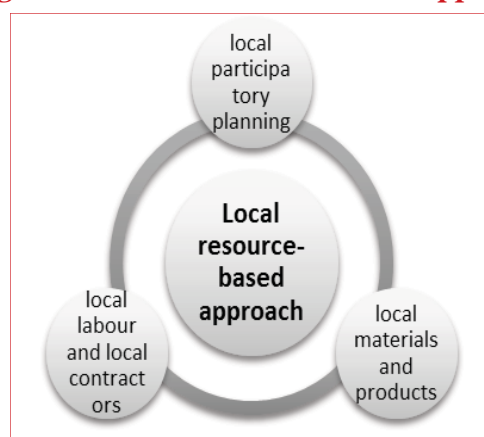 local
participa
tory
planning
Local
resource-
based
approach
local
labour
and local
contract
ors
local
materials
and
products